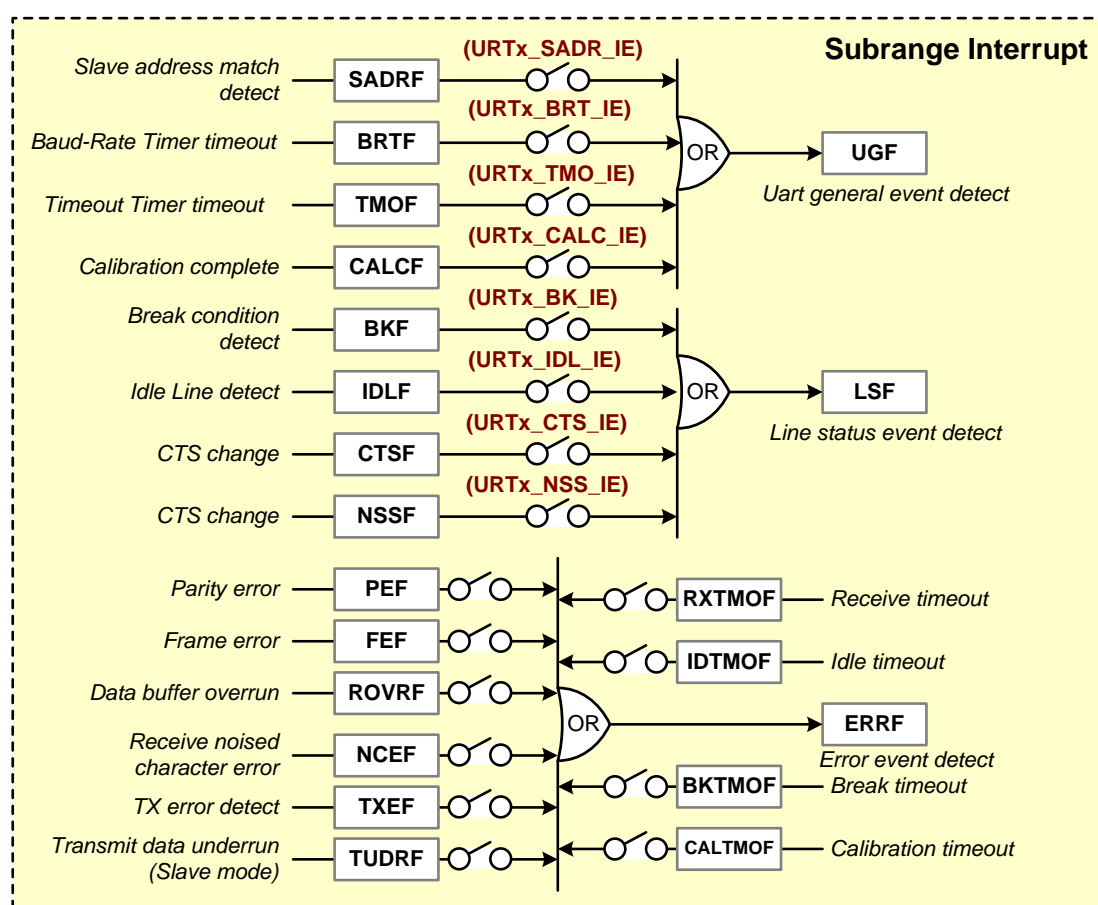 Subrange Interrupt
(URTx_SADR_IE)
Slave address match
detect
SADRF
(URTx_BRT_IE)
Baud-Rate Timer timeout
BRTF
OR
UGF
Uart general event detect
(URTx_TMO_IE)
Timeout Timer timeout
TMOF
(URTx_CALC_IE)
Calibration complete
CALCF
(URTx_BK_IE)
Break condition
detect
BKF
(URTx_IDL_IE)
Idle Line detect
IDLF
OR
LSF
Line status event detect
(URTx_CTS_IE)
CTS change
CTSF
(URTx_NSS_IE)
CTS change
NSSF
Parity error
PEF
RXTMOF
Receive timeout
Frame error
FEF
IDTMOF
Idle timeout
Data buffer overrun
ROVRF
OR
ERRF
Error event detect
Receive noised
character error
NCEF
BKTMOF
Break timeout
TX error detect
TXEF
Transmit data underrun
(Slave mode)
TUDRF
CALTMOF
Calibration timeout